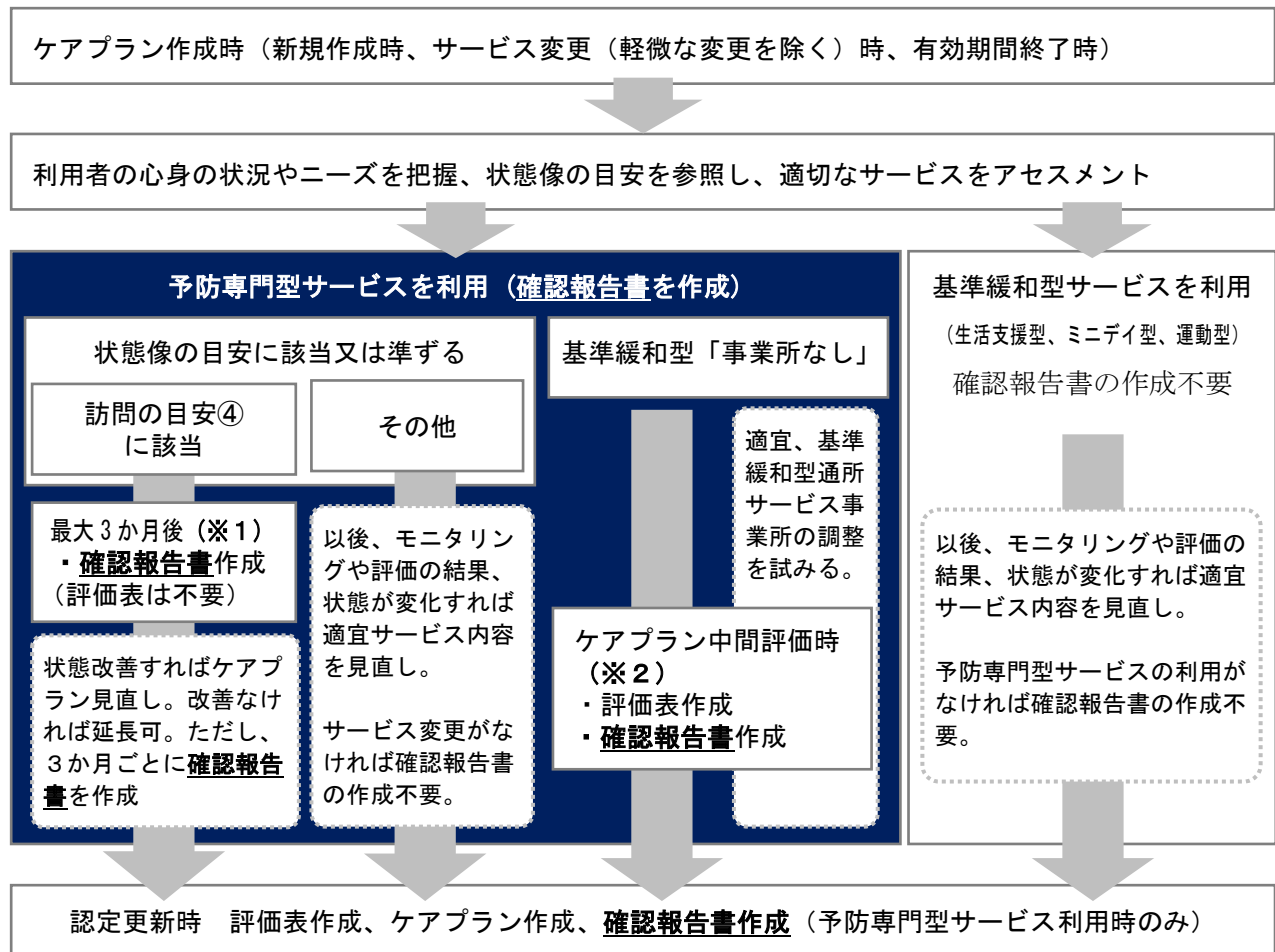 ケアプラン作成時（新規作成時、サービス変更（軽微な変更を除く）時、有効期間終了時）
利用者の心身の状況やニーズを把握、状態像の目安を参照し、適切なサービスをアセスメント
予防専門型サービスを利用（確認報告書を作成）
状態像の目安に該当又は準ずる
訪問の目安④
に該当
最大３か月後（※１）
・確認報告書作成
（評価表は不要）
状態改善すればケアプ
ラン見直し。改善なけ
れば延長可。ただし、
３か月ごとに確認報告
書を作成
その他
以後、モニタリン
グや評価の結果、
状態が変化すれば
適宜サービス内容
を見直し。
サービス変更がな
ければ確認報告書
の作成不要。
基準緩和型「事業所なし」
適宜、基準
緩和型通所
サービス事
業所の調整
を試みる。
ケアプラン中間評価時
（※２）
・評価表作成
・確認報告書作成
基準緩和型サービスを利用
（生活支援型、ミニデイ型、運動型）
確認報告書の作成不要
以後、モニタリングや評価の
結果、状態が変化すれば適宜
サービス内容を見直し。
予防専門型サービスの利用が
なければ確認報告書の作成不
要。
認定更新時　評価表作成、ケアプラン作成、確認報告書作成（予防専門型サービス利用時のみ）